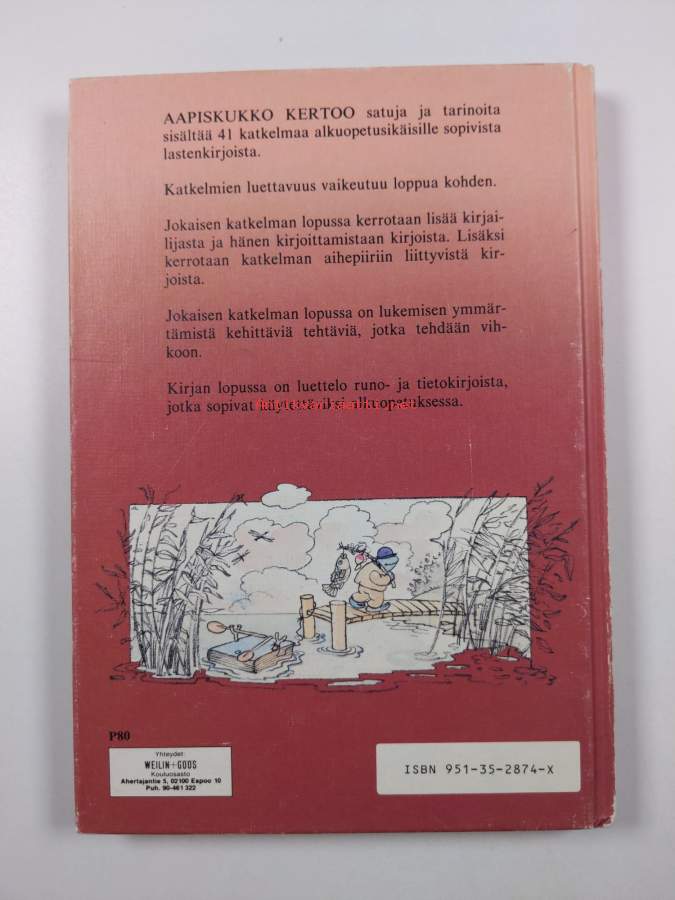 AAPISKUKKO KERTOO satuja ja tarinoita
sisältää 41 katkelmaa alkuopetusikäisille sopivista
lastenkirjoista.
Katkelmien luettavuus vaikeutuu loppua kohden.
Jokaisen katkelman lopussa kerrotaan lisää kirjai-
lijasta ja hänen kirjoittamistaan kirjoista. Lisäksi
kerrotaan katkelman aihepiiriin liittyvistä kir-
joista.
Jokaisen katkelman lopussa on lukemisen ymmär-
tämistä kehittäviä tehtäviä, jotka tehdään vih-
koon.
Kirjan lopussa on luettelo runo- ja tietokirjoista,
jotka sopivat käytettäviksi alkuopetuksessa.
P80
Yhteydet:
WEILIN+GÖÖS
Kouluosasto
Ahertajantie 5, 02100 Espoo 10
Puh. 90-461 322
ISBN 951-35-2874-X